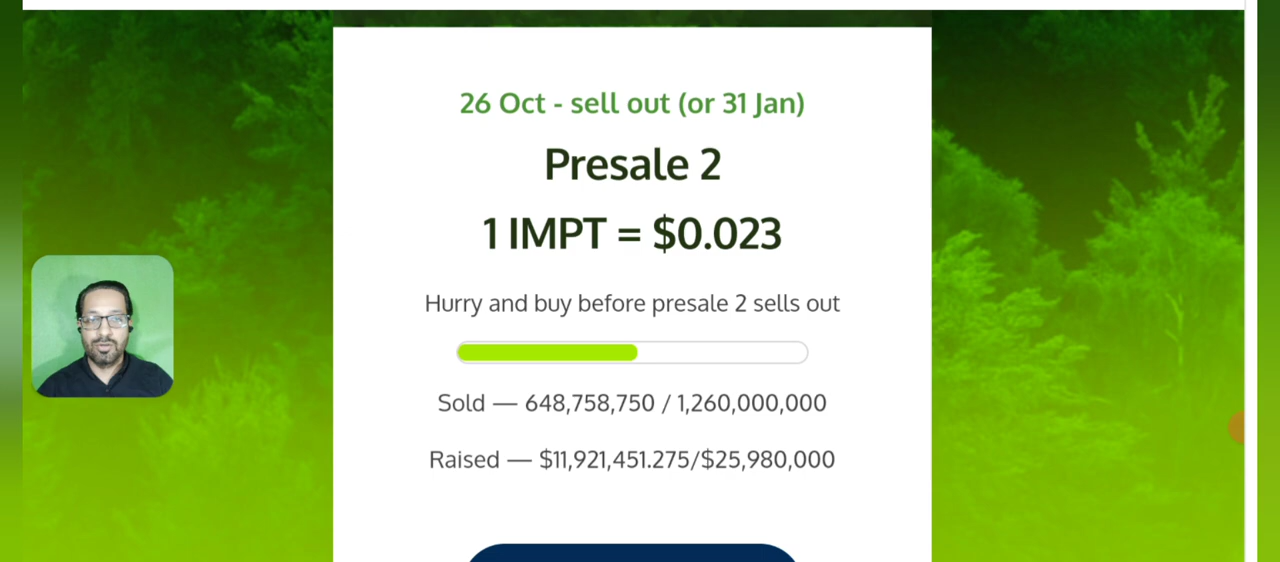 26 Oct - sell out (or 31 Jan)
Presale 2
1 IMPT = $0.023
Hurry and buy before presale 2 sells out
Sold — 648,758,750 / 1,260,000,000
Raised — $11,921,451.275/$25,980,000